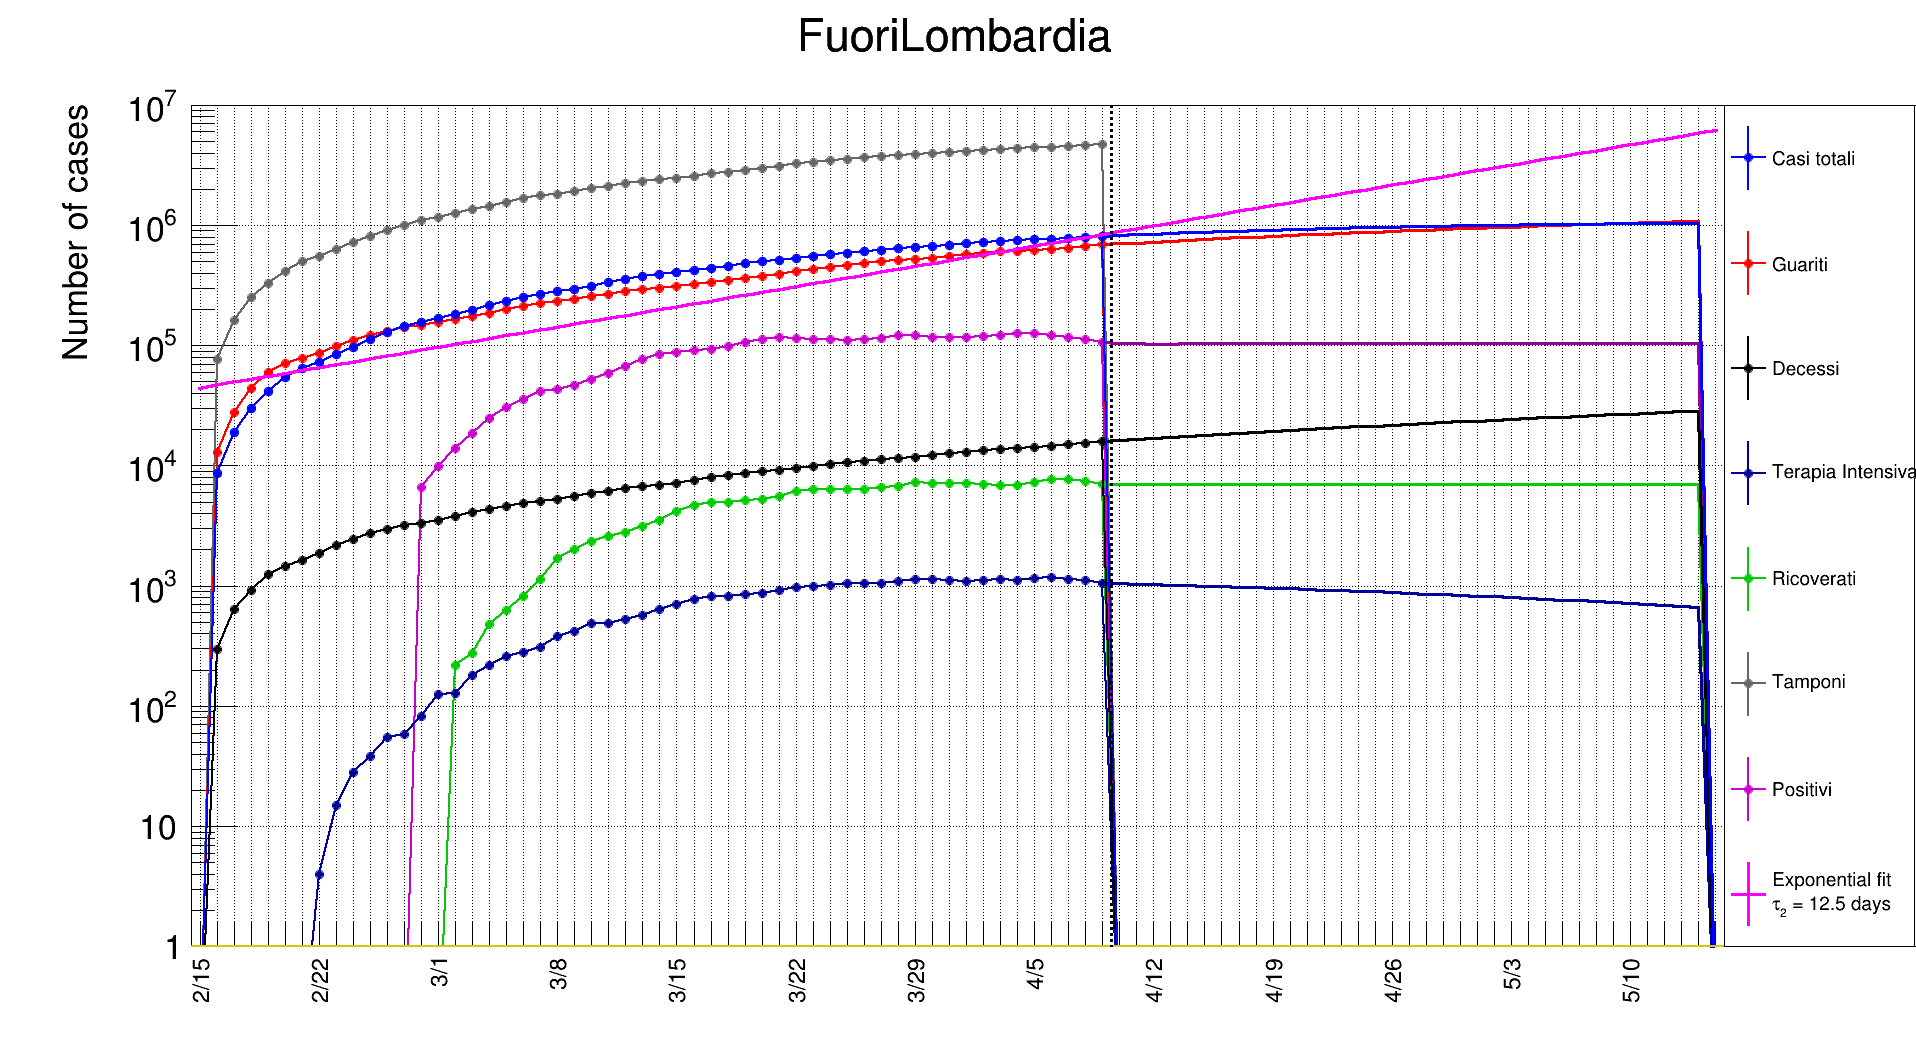 FuoriLombardia
Number of cases
10^7
10^6
10^5
10^4
10^3
10^2
10
1
2/15
2/22
3/1
3/8
3/15
3/22
3/29
4/5
4/12
4/19
4/26
5/3
5/10
Casi totali
Guariti
Decessi
Terapia Intensiva
Ricoverati
Tamponi
Positivi
Exponential fit
τ₂ = 12.5 days